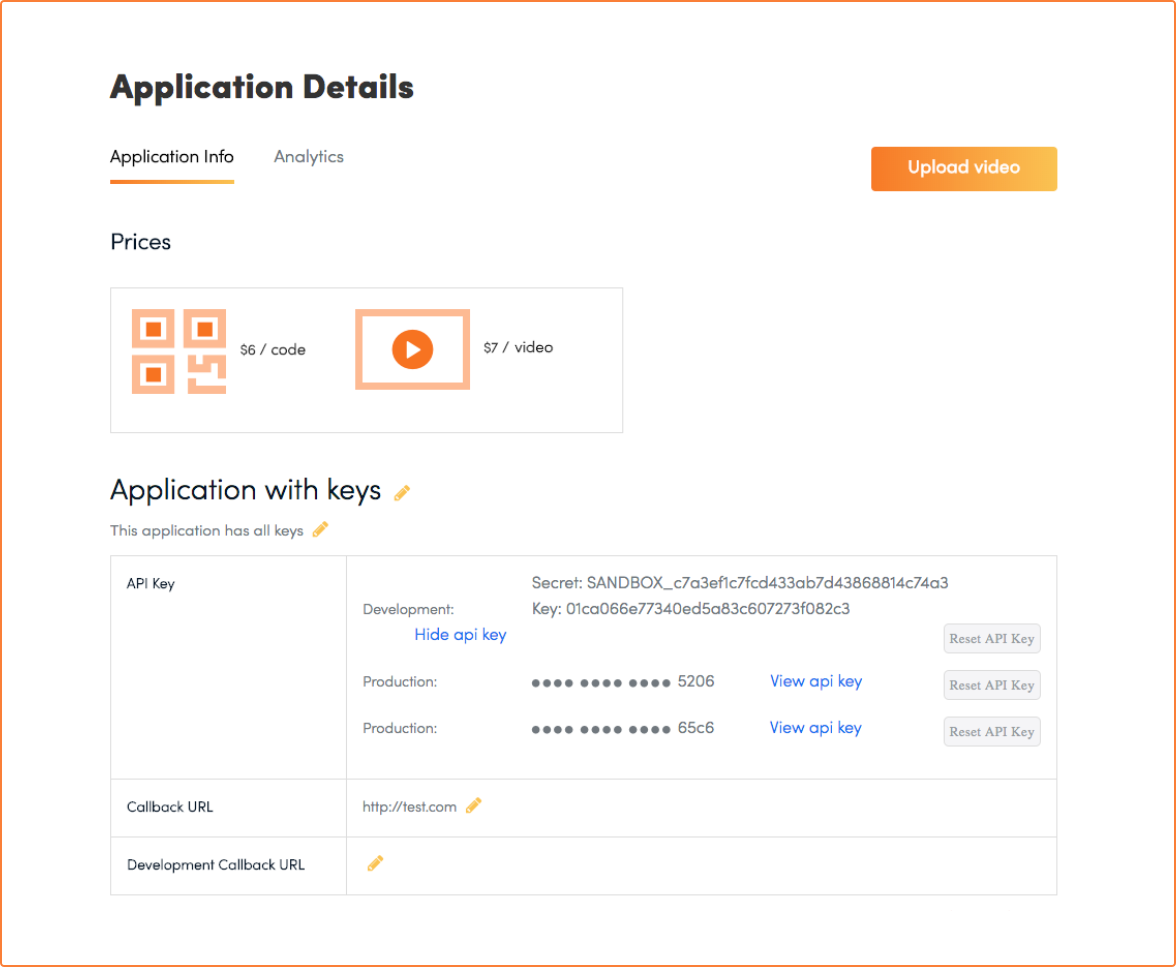 Application Details
Application Info Analytics
Upload video
Prices
$6 / code
$7 / video
Application with keys
This application has all keys
API Key
Secret: SANDBOX_c7a3ef1c7fcd433ab7d43868814c74a3
Development: Key: 01ca066e77340ed5a83c607273f082c3
Hide api key
Reset API Key
Production: ●●●● ●●●● ●●●● 5206 View api key Reset API Key
Production: ●●●● ●●●● ●●●● 65c6 View api key Reset API Key
Callback URL http://test.com
Development Callback URL